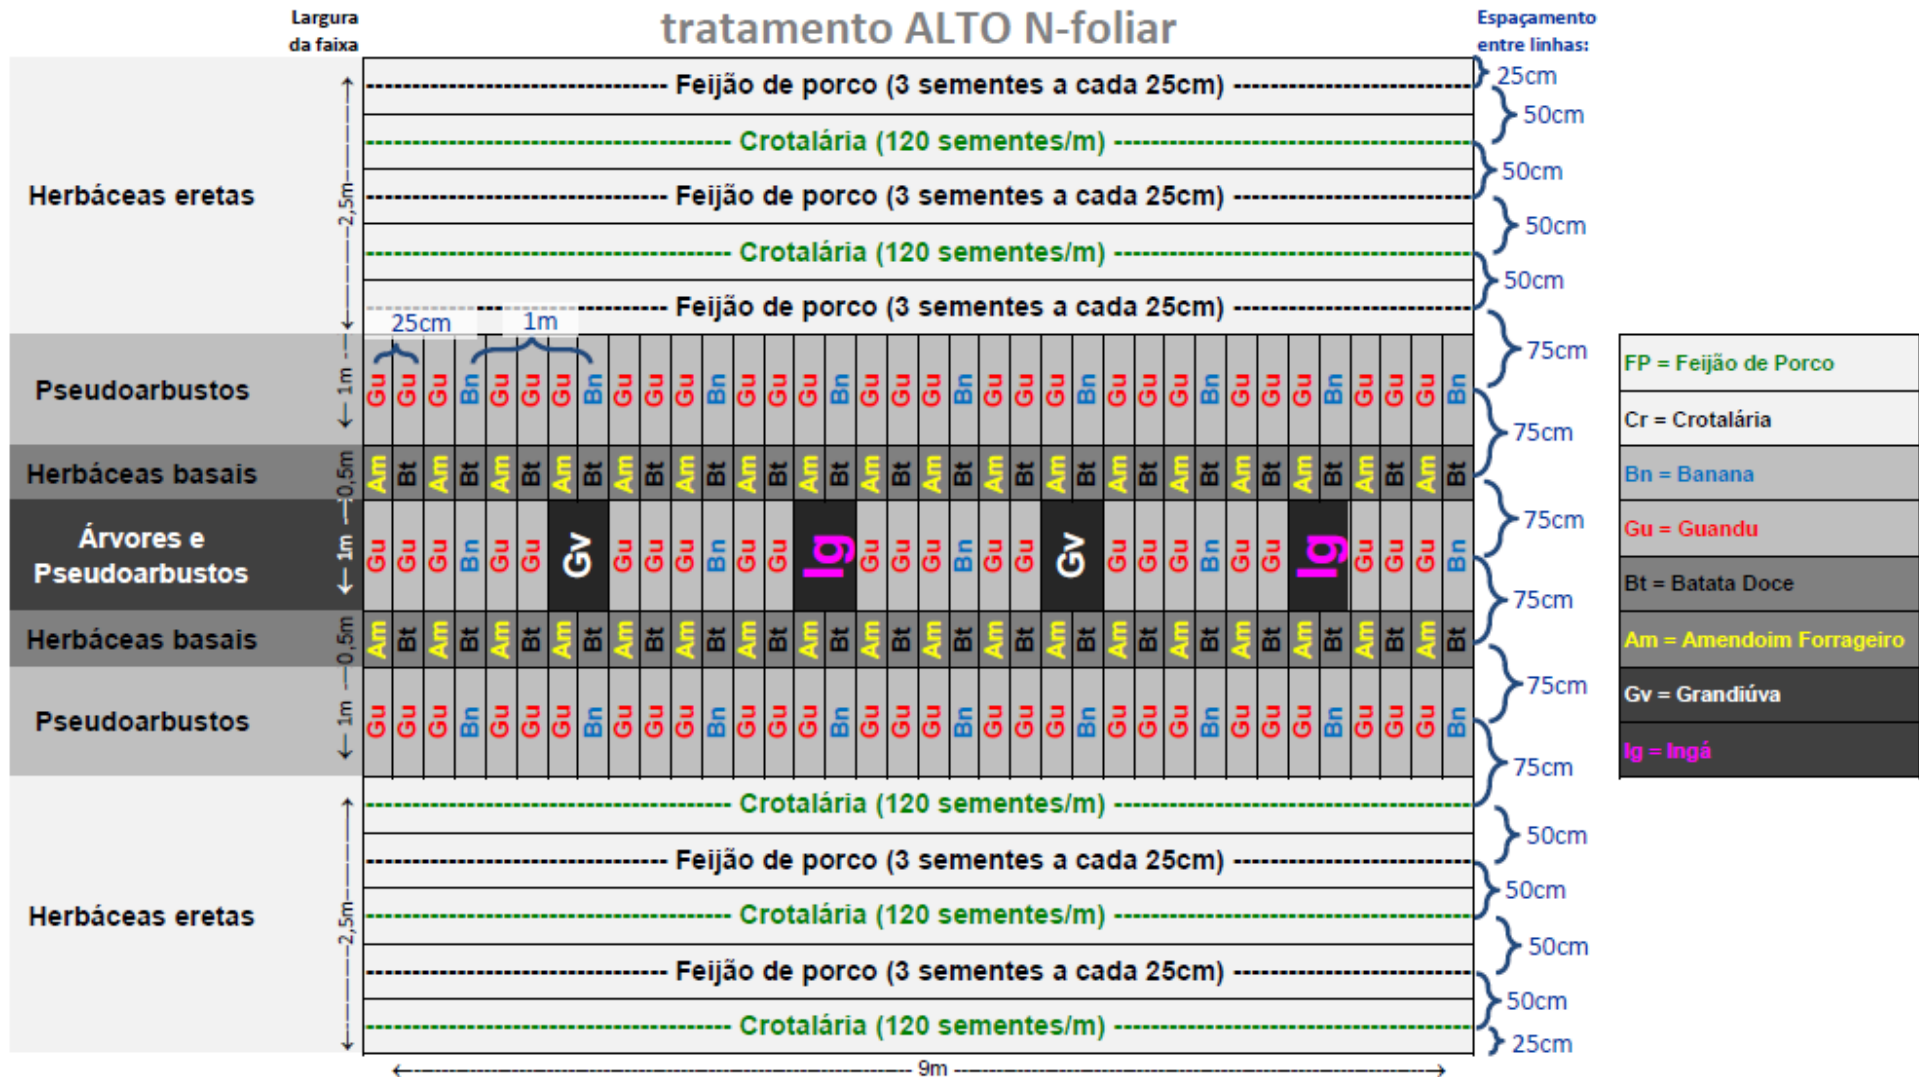 Largura
da faixa
tratamento ALTO N-foliar
Espaçamento
entre linhas:
Herbáceas eretas
←------2,5m------→
Feijão de porco (3 sementes a cada 25cm)
25cm
50cm
Crotalária (120 sementes/m)
50cm
Feijão de porco (3 sementes a cada 25cm)
50cm
Crotalária (120 sementes/m)
50cm
Feijão de porco (3 sementes a cada 25cm)
25cm 1m
75cm
Pseudoarbustos
← 1m --→
Gu Gu Gu Bn Gu Gu Gu Bn Gu Gu Gu Bn Gu Gu Gu Bn Gu Gu Gu Bn Gu Gu Gu Bn Gu Gu Gu Bn Gu Gu Gu Bn Gu Gu Gu Bn
75cm
Herbáceas basais
0,5m
Am Bt Am Bt Am Bt Am Bt Am Bt Am Bt Am Bt Am Bt Am Bt Am Bt Am Bt Am Bt Am Bt Am Bt Am Bt Am Bt Am Am Am Bt
75cm
Árvores e
Pseudoarbustos
← 1m --→
Gu Gu Gu Bn Gu Gu Gv Gu Gu Gu Bn Gu Gu Ig Gu Gu Gu Bn Gu Gu Gv Gu Gu Gu Bn Gu Gu Ig Gu Gu Gu Bn
75cm
Herbáceas basais
0,5m
Am Bt Am Bt Am Bt Am Bt Am Bt Am Bt Am Bt Am Bt Am Bt Am Bt Am Bt Am Bt Am Bt Am Bt Am Bt Am Bt Am Am Am Bt
75cm
Pseudoarbustos
← 1m --→
Gu Gu Gu Bn Gu Gu Gu Bn Gu Gu Gu Bn Gu Gu Gu Bn Gu Gu Gu Bn Gu Gu Gu Bn Gu Gu Gu Bn Gu Gu Gu Bn Gu Gu Gu Bn
75cm
Herbáceas eretas
←------2,5m------→
Crotalária (120 sementes/m)
50cm
Feijão de porco (3 sementes a cada 25cm)
50cm
Crotalária (120 sementes/m)
50cm
Feijão de porco (3 sementes a cada 25cm)
50cm
Crotalária (120 sementes/m)
25cm
←------ 9m ------→
FP = Feijão de Porco
Cr = Crotalária
Bn = Banana
Gu = Guandu
Bt = Batata Doce
Am = Amendoim Forrageiro
Gv = Grandiúva
Ig = Ingá